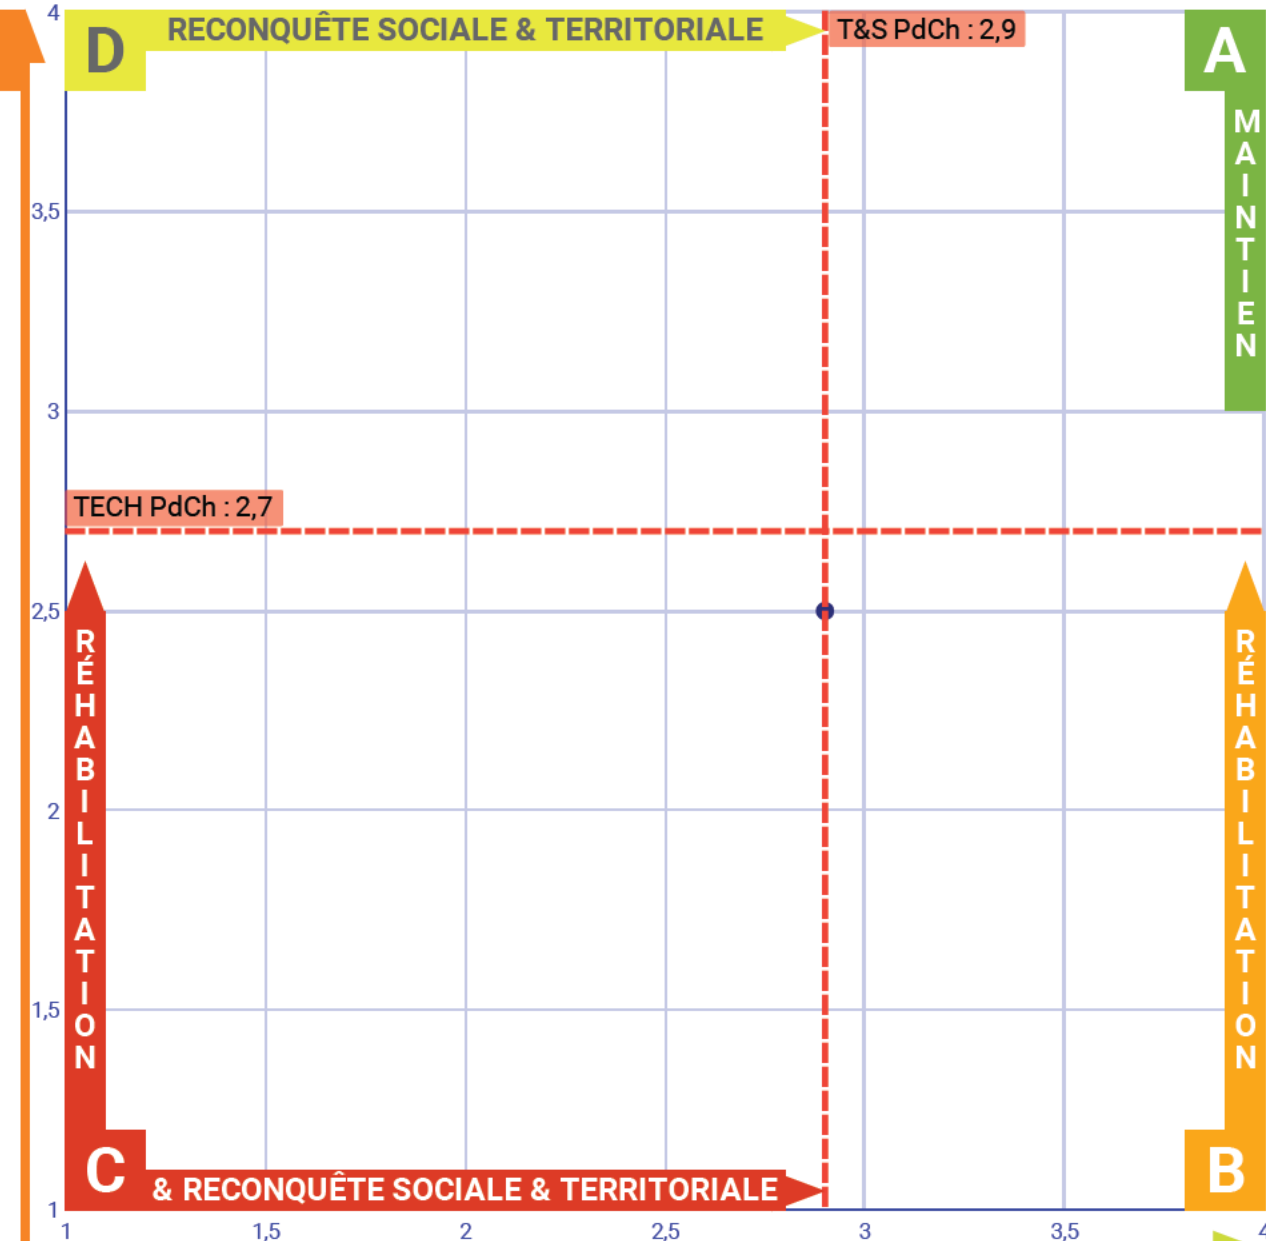 4
D
RECONQUÊTE SOCIALE & TERRITORIALE
T&S PdCh : 2,9
A
MAINTIEN
3,5
3
TECH PdCh : 2,7
2,5
RÉHABILITATION
RÉHABILITATION
2
1,5
C
& RECONQUÊTE SOCIALE & TERRITORIALE
B
1
1 1,5 2 2,5 3 3,5 4